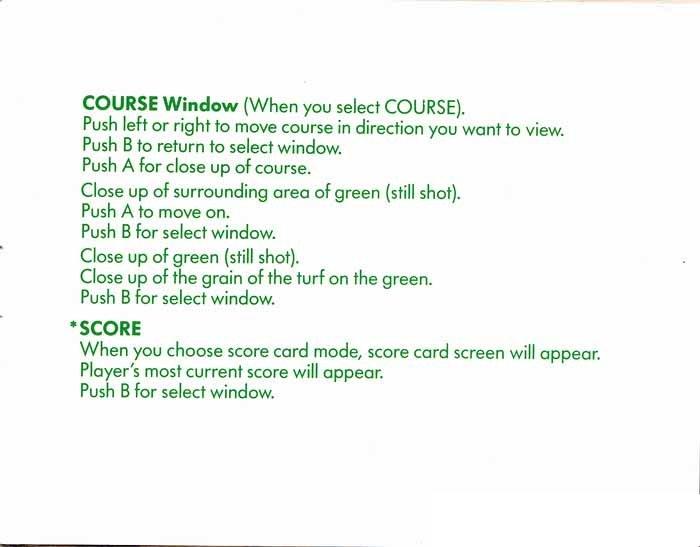 COURSE Window (When you select COURSE).
Push left or right to move course in direction you want to view.
Push B to return to select window.
Push A for close up of course.
Close up of surrounding area of green (still shot).
Push A to move on.
Push B for select window.
Close up of green (still shot).
Close up of the grain of the turf on the green.
Push B for select window.
*SCORE
When you choose score card mode, score card screen will appear.
Player's most current score will appear.
Push B for select window.